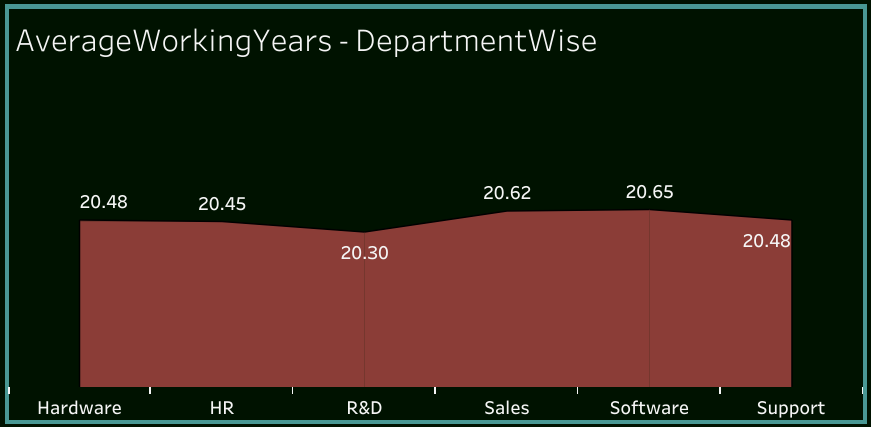 AverageWorkingYears - DepartmentWise
20.48
20.45
20.30
20.62
20.65
20.48
Hardware
HR
R&D
Sales
Software
Support